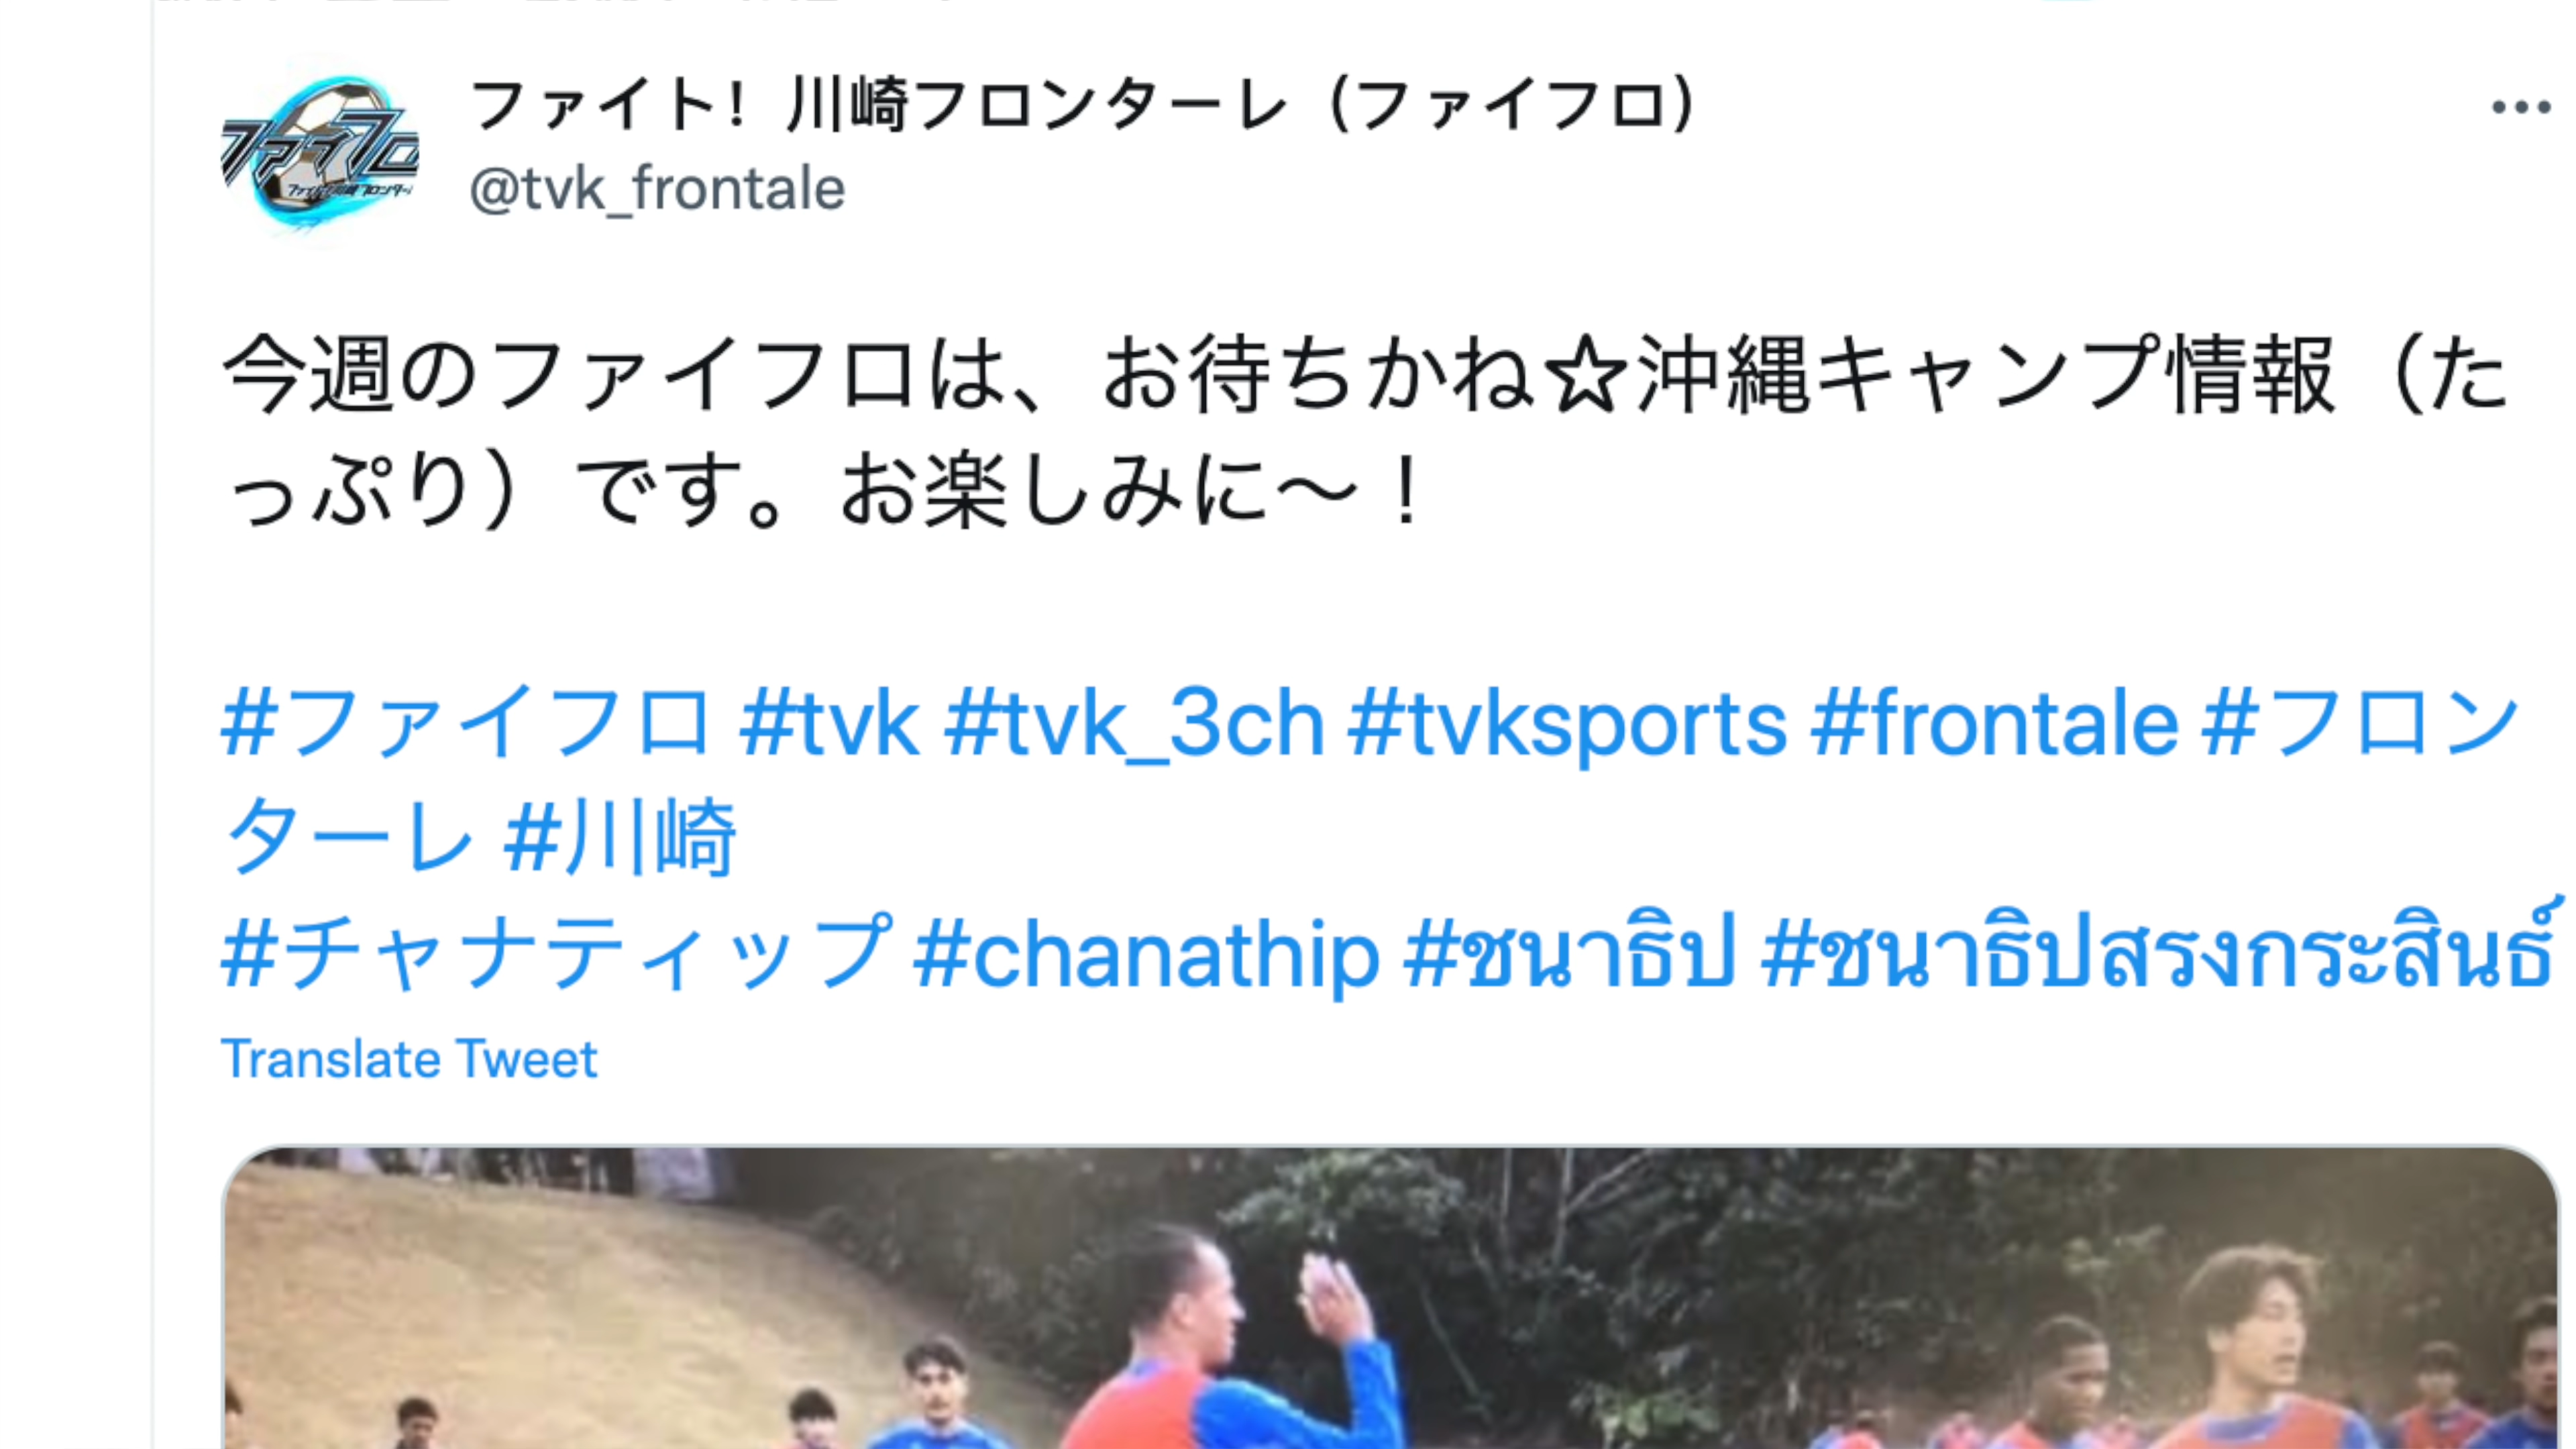 ファイト！川崎フロンターレ（ファイフロ）
@tvk_frontale
ファイフロ
今週のファイフロは、お待ちかね☆沖縄キャンプ情報（た
っぷり）です。お楽しみに〜！
#ファイフロ #tvk #tvk_3ch #tvksports #frontale #フロン
ターレ #川崎
#チャナティップ #chanathip #ชนาธิป #ชนาธิปสรงกระสินธ์
Translate Tweet